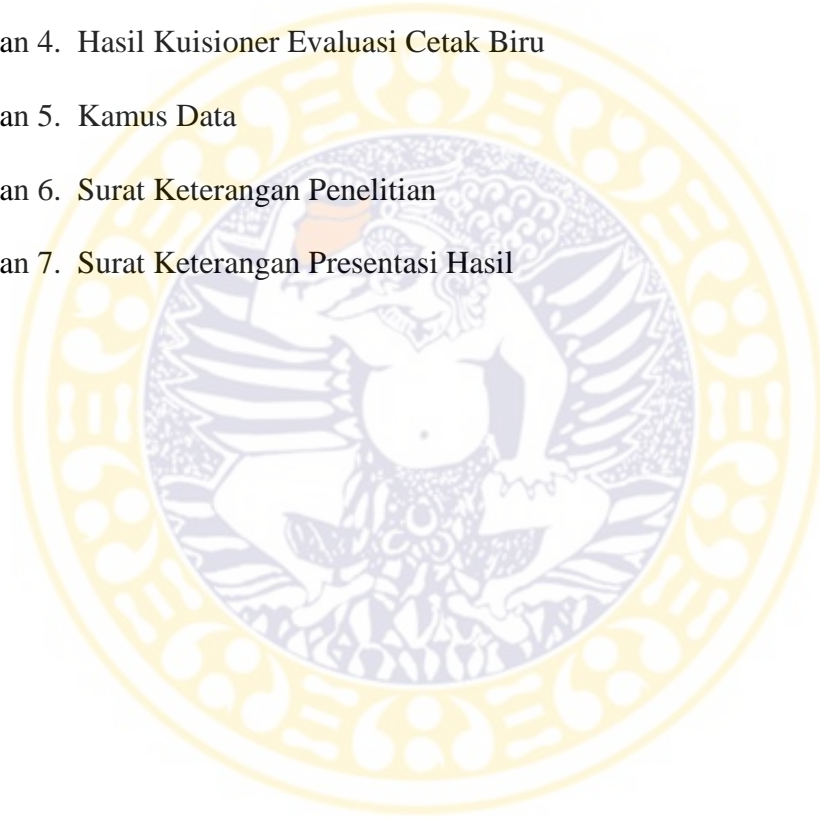 an 4. Hasil Kuisioner Evaluasi Cetak Biru
an 5. Kamus Data
an 6. Surat Keterangan Penelitian
an 7. Surat Keterangan Presentasi Hasil